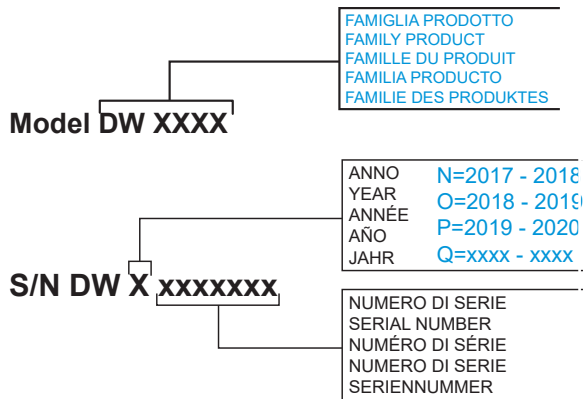 FAMIGLIA PRODOTTO
FAMILY PRODUCT
FAMILLE DU PRODUIT
FAMILIA PRODUCTO
FAMILIE DES PRODUKTES
Model DW XXXX
ANNO
YEAR
ANNÉE
AÑO
JAHR
N=2017 - 2018
O=2018 - 2019
P=2019 - 2020
Q=xxxx - xxxx
S/N DW X xxxxxxx
NUMERO DI SERIE
SERIAL NUMBER
NUMÉRO DI SÉRIE
NUMERO DI SERIE
SERIENNUMMER